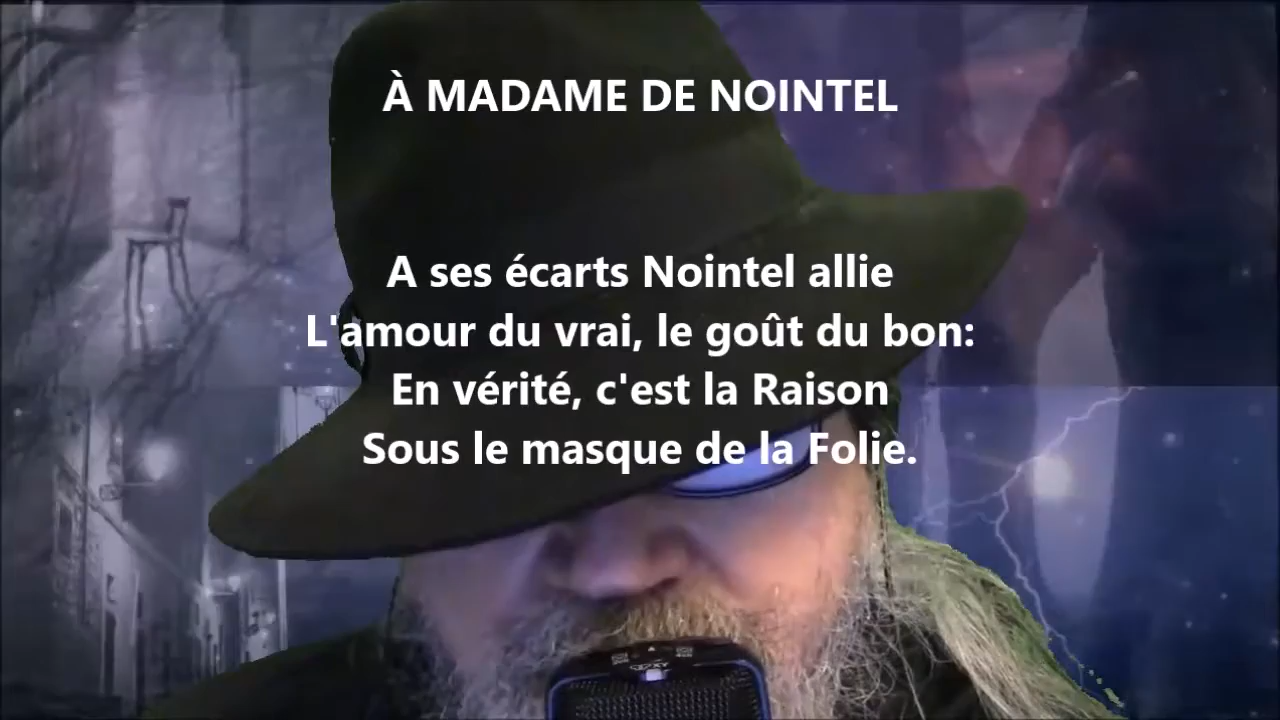 À MADAME DE NOINTEL
A ses écarts Nointel allie
L'amour du vrai, le goût du bon:
En vérité, c'est la Raison
Sous le masque de la Folie.